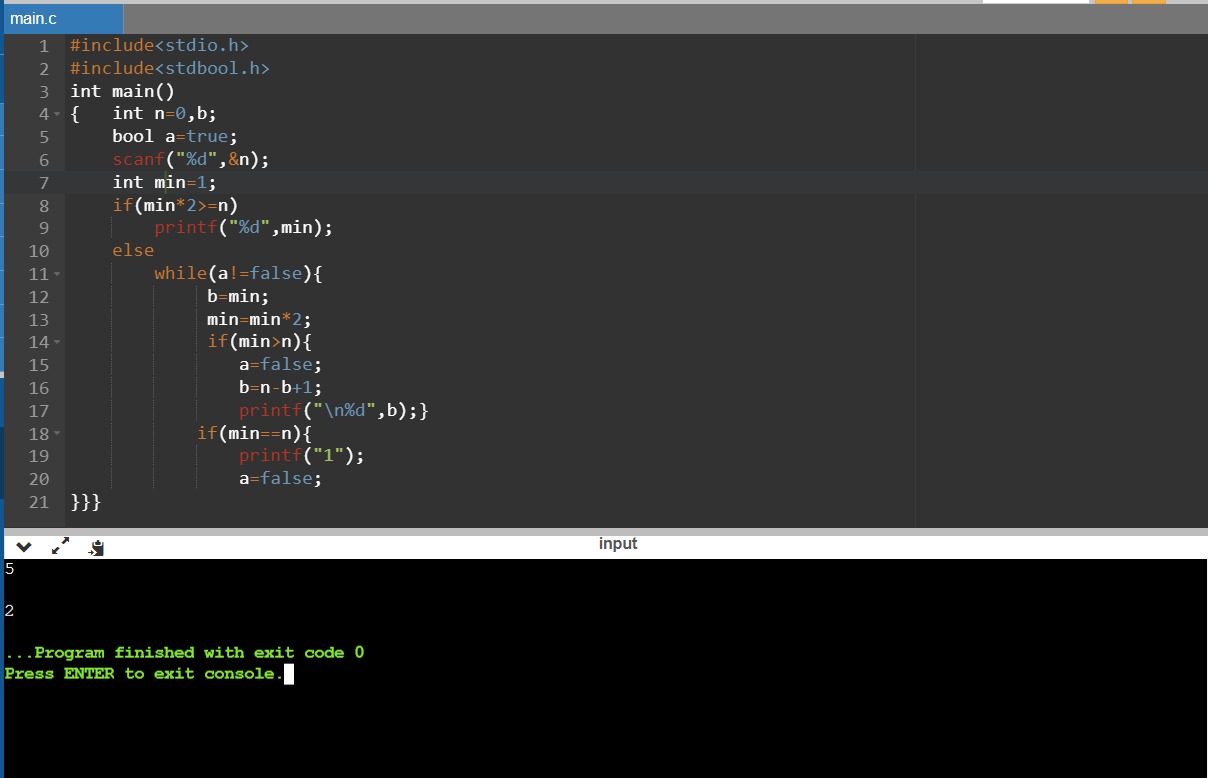 main.c
1 #include<stdio.h>
2 #include<stdbool.h>
3 int main()
4 {   int n=0,b;
5     bool a=true;
6     scanf("%d",&n);
7     int min=1;
8     if(min*2>=n)
9         printf("%d",min);
10     else
11         while(a!=false){
12              b=min;
13              min=min*2;
14              if(min>n){
15                 a=false;
16                 b=n-b+1;
17                 printf("\n%d",b);}
18             if(min==n){
19                 printf("1");
20                 a=false;
21 }}}
input
5
2
...Program finished with exit code 0
Press ENTER to exit console.